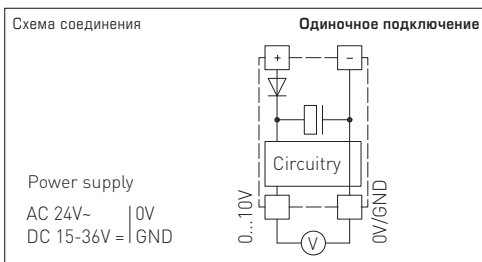 Схема соединения
Одиночное подключение
+ −
Circuitry
Power supply
AC 24V~ | 0V
DC 15-36V = | GND
0...10V
V
0V/GND